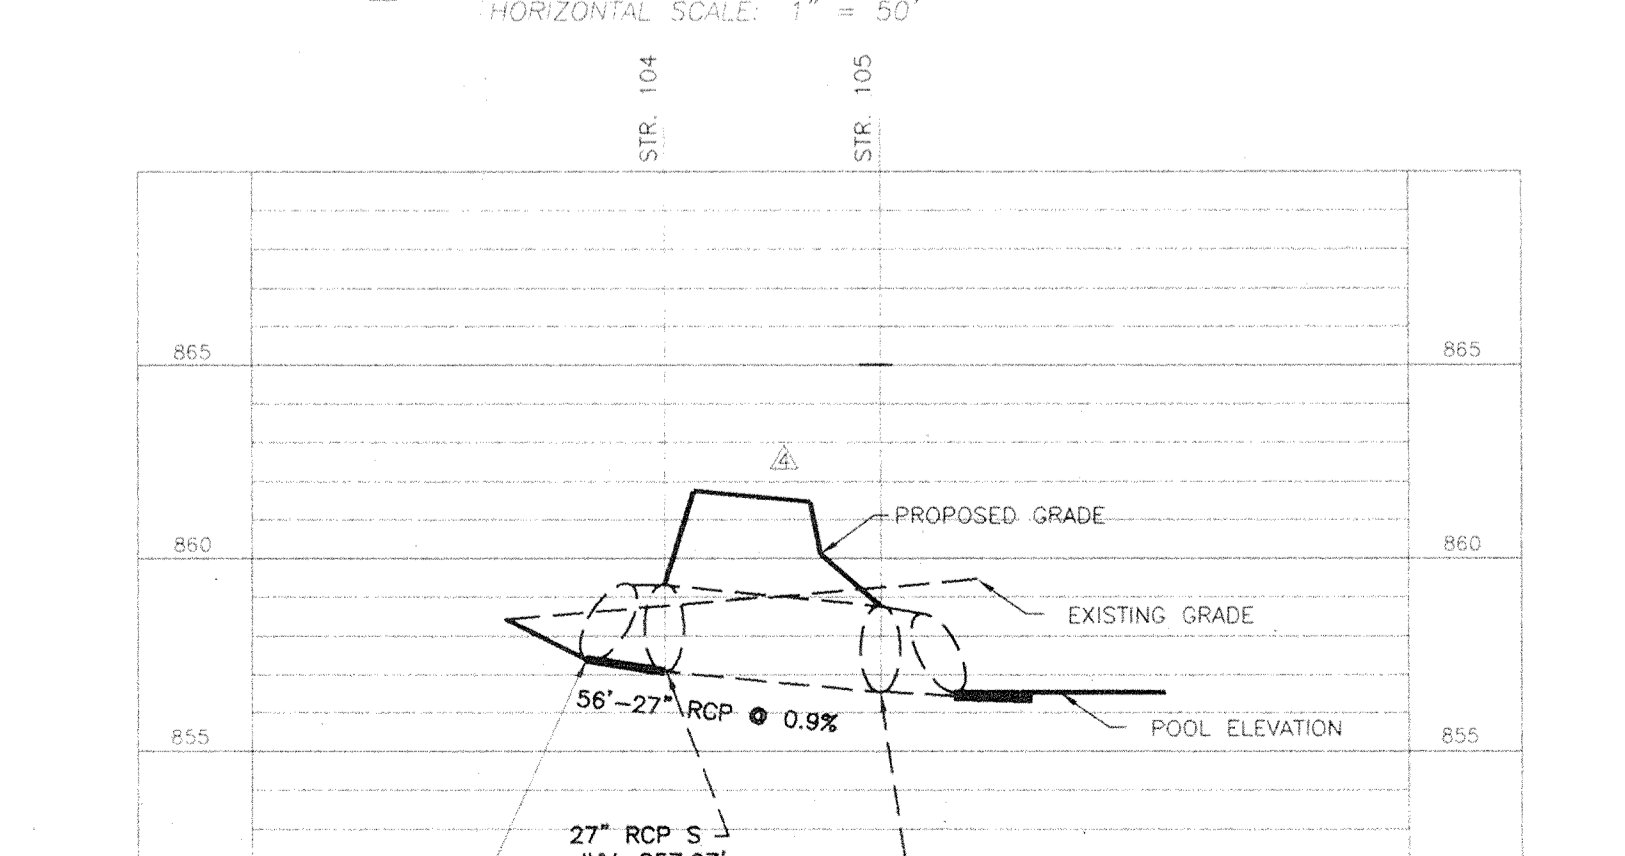 HORIZONTAL SCALE: 1" = 50'
STR. 104
STR. 105
865
865
4
PROPOSED GRADE
860
860
EXISTING GRADE
56'-27" RCP @ 0.9%
POOL ELEVATION
855
855
27" RCP S